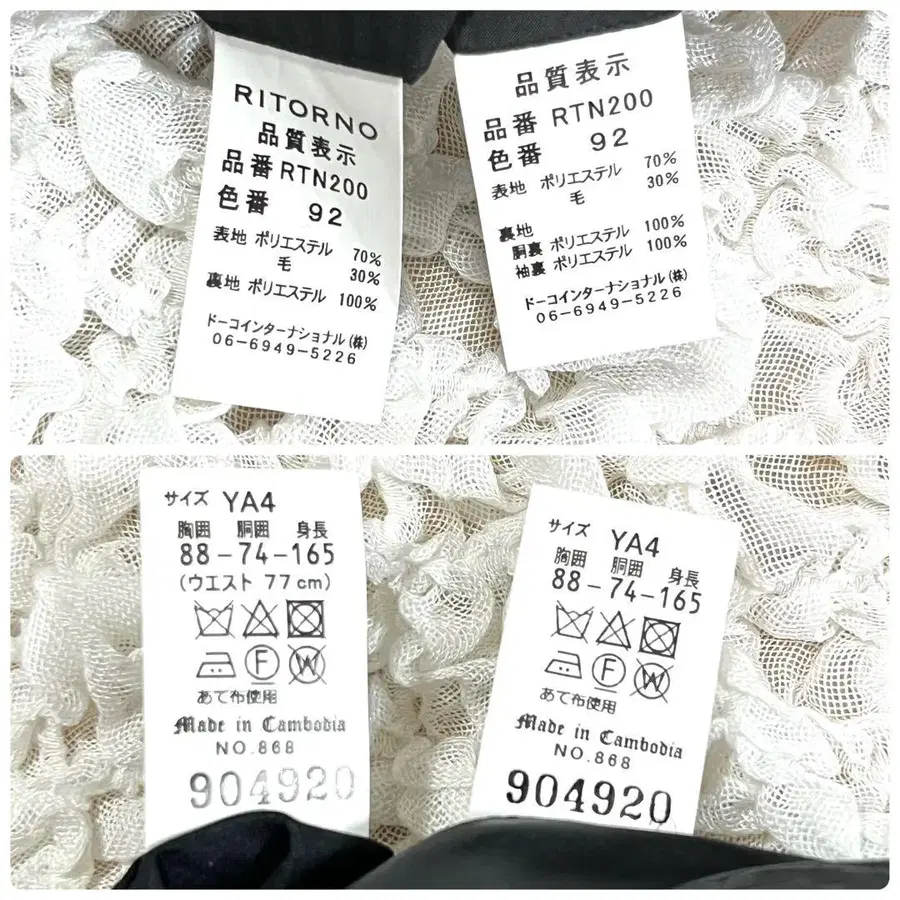 RITORNO
品質表示
品番 RTN200
色番 92
表地 ポリエステル 70%
毛 30%
裏地 ポリエステル 100%
ドーコインターナショナル(株)
06-6949-5226
品質表示
品番 RTN200
色番 92
表地 ポリエステル 70%
毛 30%
裏地
胴裏 ポリエステル 100%
袖裏 ポリエステル 100%
ドーコインターナショナル(株)
06-6949-5226
サイズ YA4
胸囲 胴囲 身長
88-74-165
(ウエスト 77cm)
F W
あて布使用
Made in Cambodia
NO.868
904920
サイズ YA4
胸囲 胴囲 身長
88-74-165
F W
あて布使用
Made in Cambodia
NO.868
904920